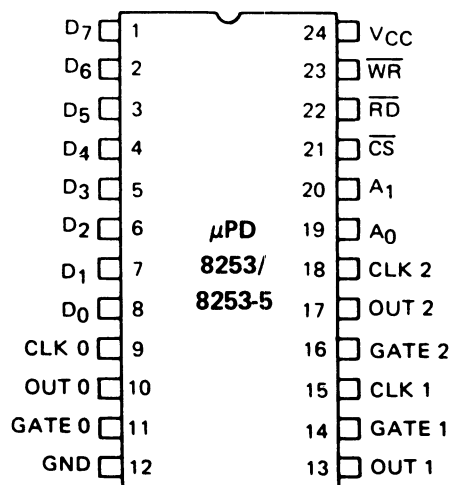 D7 1 24 VCC
D6 2 23 W̅R̅
D5 3 22 R̅D̅
D4 4 21 C̅S̅
D3 5 20 A1
D2 6 μPD 19 A0
D1 7 8253/ 18 CLK 2
D0 8 8253-5 17 OUT 2
CLK 0 9 16 GATE 2
OUT 0 10 15 CLK 1
GATE 0 11 14 GATE 1
GND 12 13 OUT 1